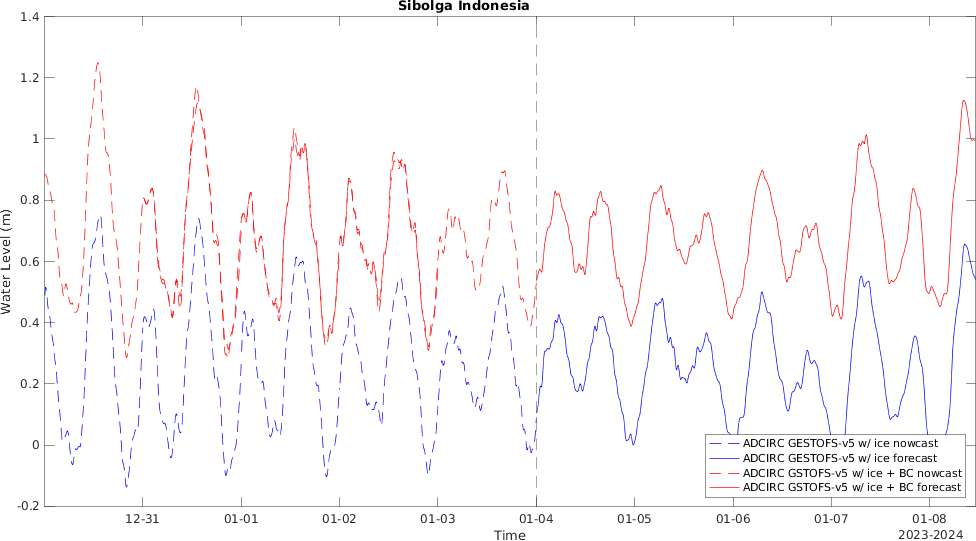 Sibolga Indonesia
Water Level (m)
1.4
1.2
1
0.8
0.6
0.4
0.2
0
-0.2
ADCIRC GESTOFS-v5 w/ ice nowcast
ADCIRC GESTOFS-v5 w/ ice forecast
ADCIRC GSTOFS-v5 w/ ice + BC nowcast
ADCIRC GSTOFS-v5 w/ ice + BC forecast
12-31 01-01 01-02 01-03 01-04 01-05 01-06 01-07 01-08
Time
2023-2024